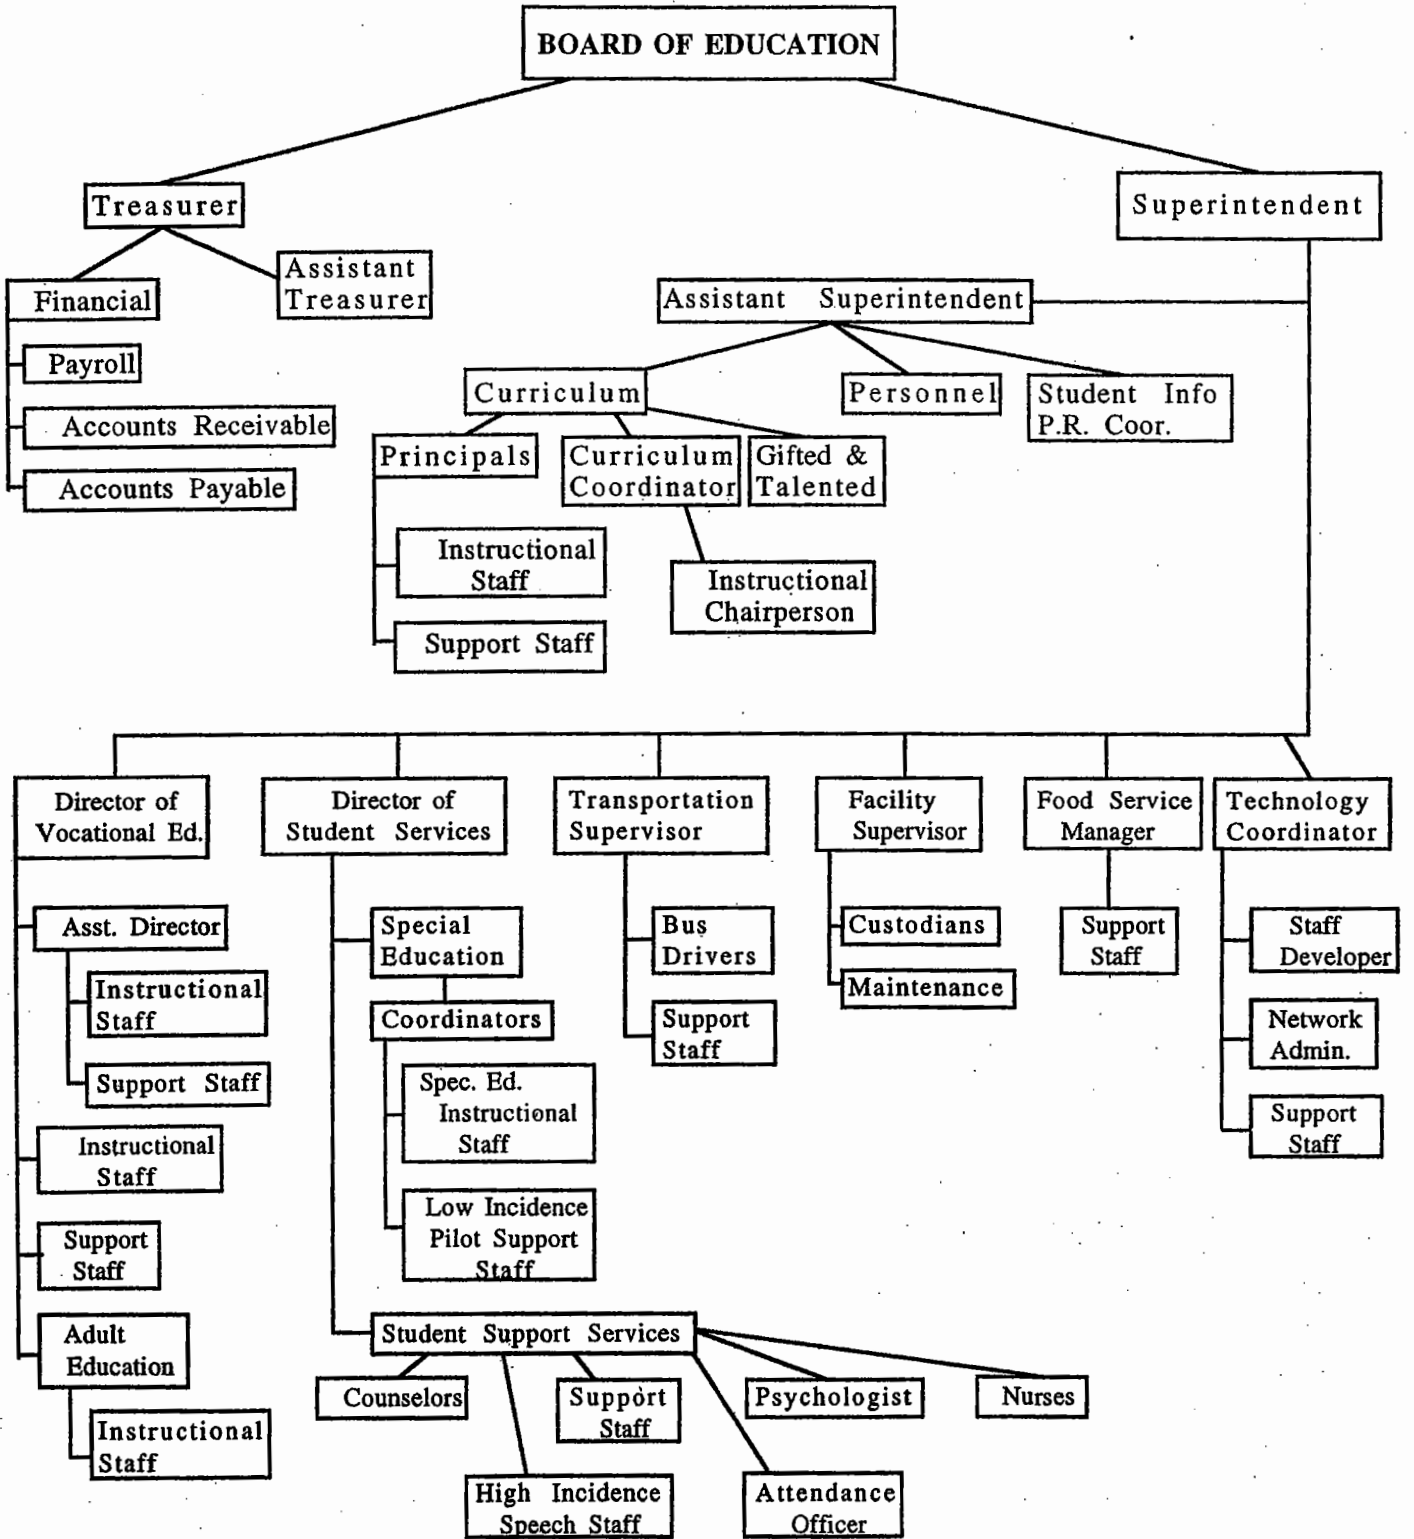 BOARD OF EDUCATION
Treasurer
Superintendent
Financial
Assistant
Treasurer
Payroll
Accounts Receivable
Accounts Payable
Assistant Superintendent
Curriculum
Personnel
Student Info
P.R. Coor.
Principals
Curriculum
Coordinator
Gifted &
Talented
Instructional
Staff
Support Staff
Instructional
Chairperson
Director of
Vocational Ed.
Asst. Director
Instructional
Staff
Support Staff
Instructional
Staff
Support
Staff
Adult
Education
Instructional
Staff
Director of
Student Services
Special
Education
Coordinators
Spec. Ed.
Instructional
Staff
Low Incidence
Pilot Support
Staff
Student Support Services
Counselors
High Incidence
Speech Staff
Support
Staff
Attendance
Officer
Psychologist
Nurses
Transportation
Supervisor
Bus
Drivers
Support
Staff
Facility
Supervisor
Custodians
Maintenance
Food Service
Manager
Support
Staff
Technology
Coordinator
Staff
Developer
Network
Admin.
Support
Staff